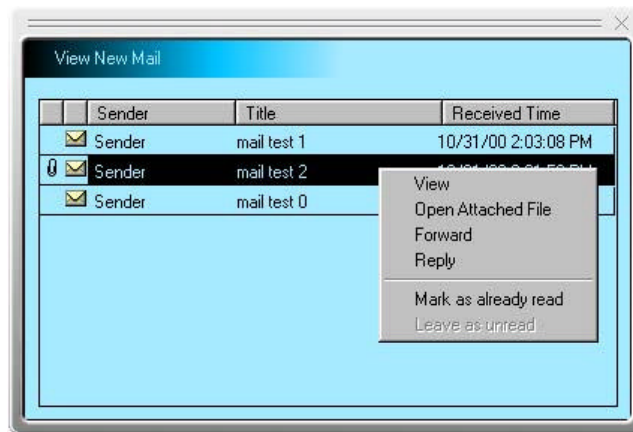 View New Mail
Sender Title Received Time
Sender mail test 1 10/31/00 2:03:08 PM
Sender mail test 2
Sender mail test 0
View
Open Attached File
Forward
Reply
Mark as already read
Leave as unread